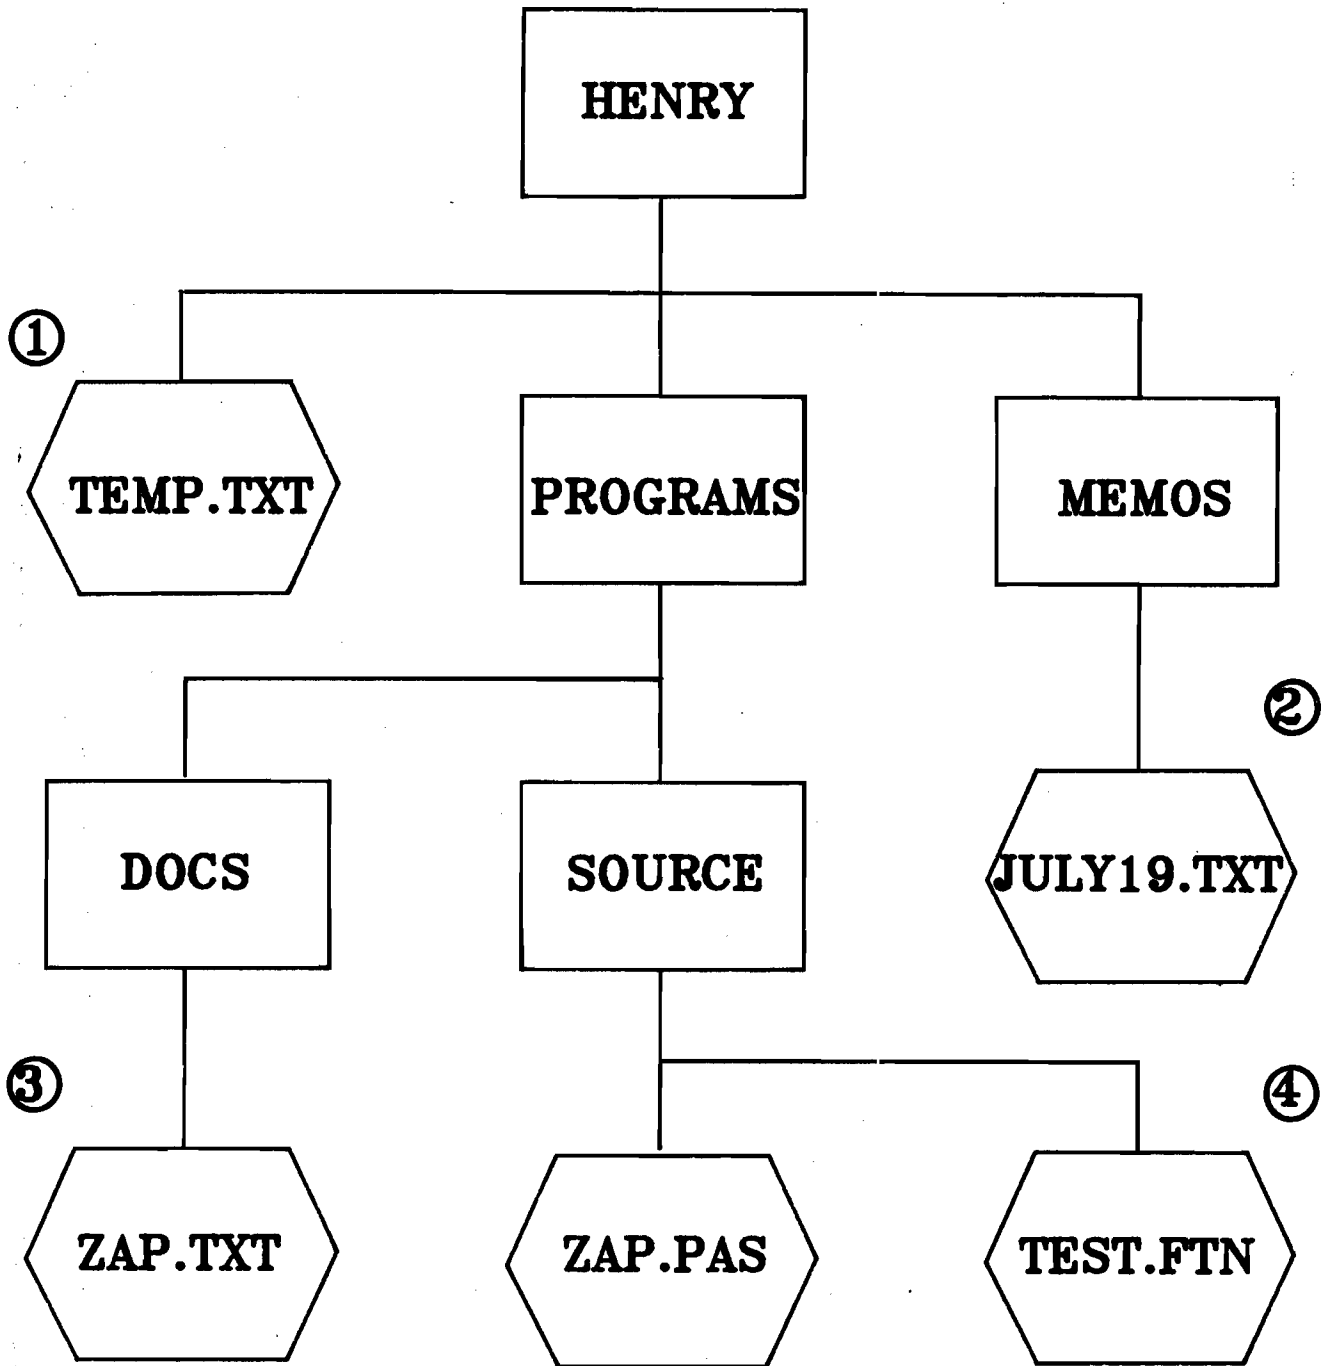 HENRY
①
TEMP.TXT
PROGRAMS
MEMOS
②
DOCS
SOURCE
JULY19.TXT
③
④
ZAP.TXT
ZAP.PAS
TEST.FTN